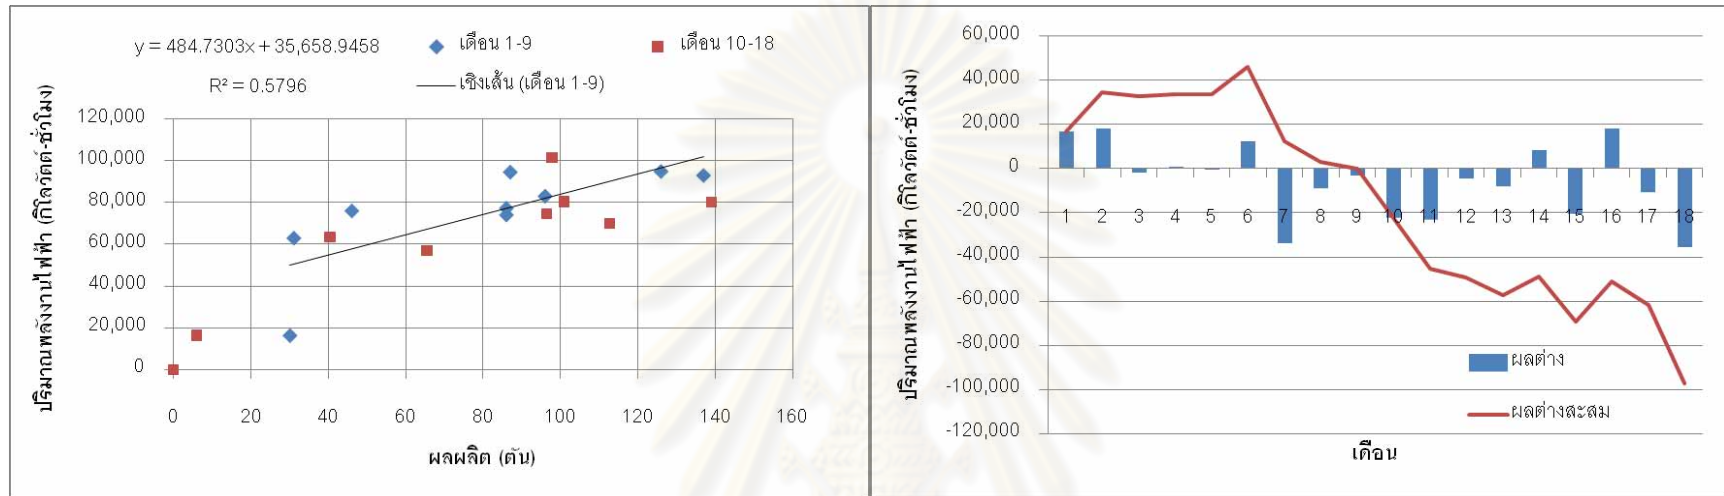 y = 484.7303x + 35,658.9458
R² = 0.5796
เดือน 1-9
เดือน 10-18
เชิงเส้น (เดือน 1-9)
ปริมาณพลังงานไฟฟ้า (กิโลวัตต์-ชั่วโมง)
120,000
100,000
80,000
60,000
40,000
20,000
0
0 20 40 60 80 100 120 140 160
ผลผลิต (ตัน)
ปริมาณพลังงานไฟฟ้า (กิโลวัตต์-ชั่วโมง)
60,000
40,000
20,000
0
-20,000
-40,000
-60,000
-80,000
-100,000
-120,000
1 2 3 4 5 6 7 8 9 10 11 12 13 14 15 16 17 18
ผลต่าง
ผลต่างสะสม
เดือน